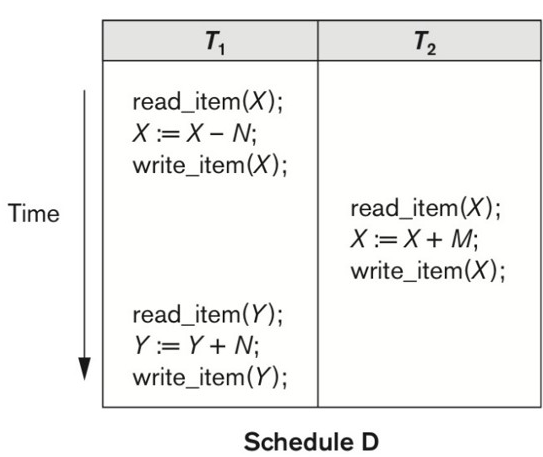 T1 T2
read_item(X);
X := X – N;
write_item(X);
Time
read_item(X);
X := X + M;
write_item(X);
read_item(Y);
Y := Y + N;
write_item(Y);
Schedule D